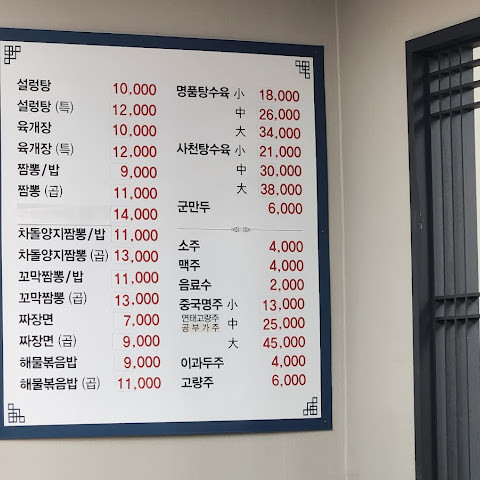 설렁탕 10,000
설렁탕 (특) 12,000
육개장 10,000
육개장 (특) 12,000
짬뽕/밥 9,000
짬뽕 (곱) 11,000
14,000
차돌양지짬뽕/밥 11,000
차돌양지짬뽕 (곱) 13,000
꼬막짬뽕/밥 11,000
꼬막짬뽕 (곱) 13,000
짜장면 7,000
짜장면 (곱) 9,000
해물볶음밥 9,000
해물볶음밥 (곱) 11,000
명품탕수육 小 18,000
中 26,000
大 34,000
사천탕수육 小 21,000
中 30,000
大 38,000
군만두 6,000
소주 4,000
맥주 4,000
음료수 2,000
중국명주 小 13,000
연태고량주
공부가주 中 25,000
大 45,000
이과두주 4,000
고량주 6,000